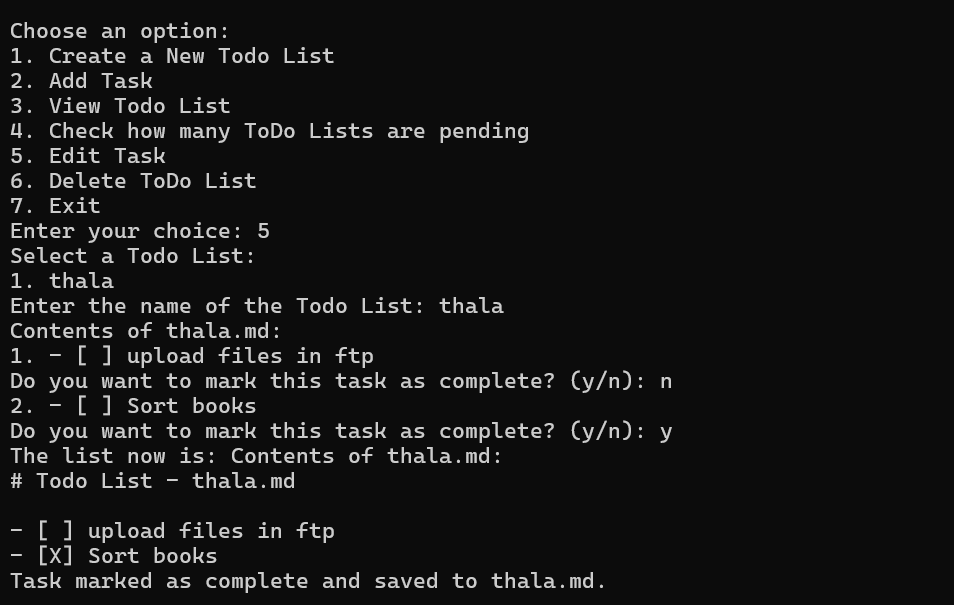 Choose an option:
1. Create a New Todo List
2. Add Task
3. View Todo List
4. Check how many ToDo Lists are pending
5. Edit Task
6. Delete ToDo List
7. Exit
Enter your choice: 5
Select a Todo List:
1. thala
Enter the name of the Todo List: thala
Contents of thala.md:
1. - [ ] upload files in ftp
Do you want to mark this task as complete? (y/n): n
2. - [ ] Sort books
Do you want to mark this task as complete? (y/n): y
The list now is: Contents of thala.md:
# Todo List - thala.md

- [ ] upload files in ftp
- [X] Sort books
Task marked as complete and saved to thala.md.